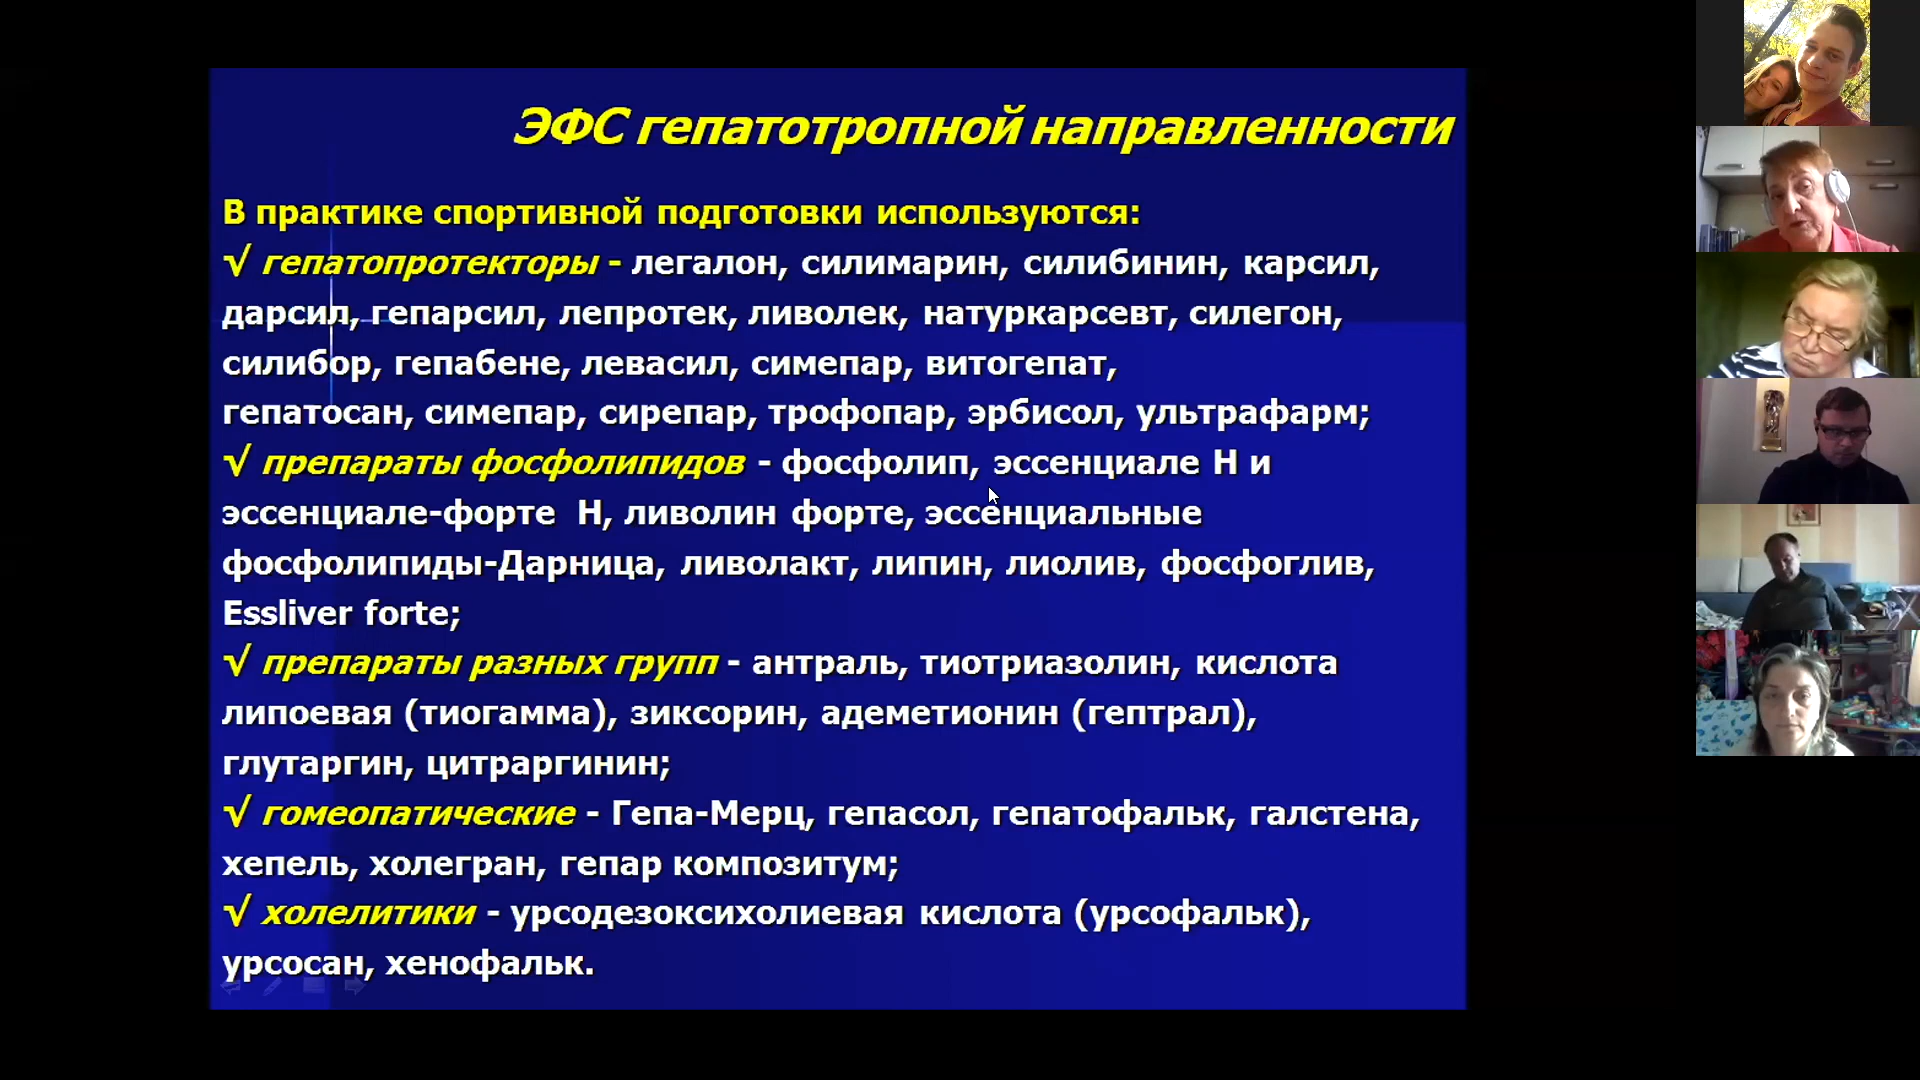 ЭФС гепатотропной направленности
В практике спортивной подготовки используются:
√ гепатопротекторы - легалон, силимарин, силибинин, карсил,
дарсил, гепарсил, лепротек, ливолек, натуркарсевт, силегон,
силибор, гепабене, левасил, симепар, витогепат,
гепатосан, симепар, сирепар, трофопар, эрбисол, ультрафарм;
√ препараты фосфолипидов - фосфолип, эссенциале Н и
эссенциале-форте Н, ливолин форте, эссенциальные
фосфолипиды-Дарница, ливолакт, липин, лиолив, фосфоглив,
Essliver forte;
√ препараты разных групп - антраль, тиотриазолин, кислота
липоевая (тиогамма), зиксорин, адеметионин (гептрал),
глутаргин, цитраргинин;
√ гомеопатические - Гепа-Мерц, гепасол, гепатофальк, галстена,
хепель, холегран, гепар композитум;
√ холелитики - урсодезоксихолиевая кислота (урсофальк),
урсосан, хенофальк.